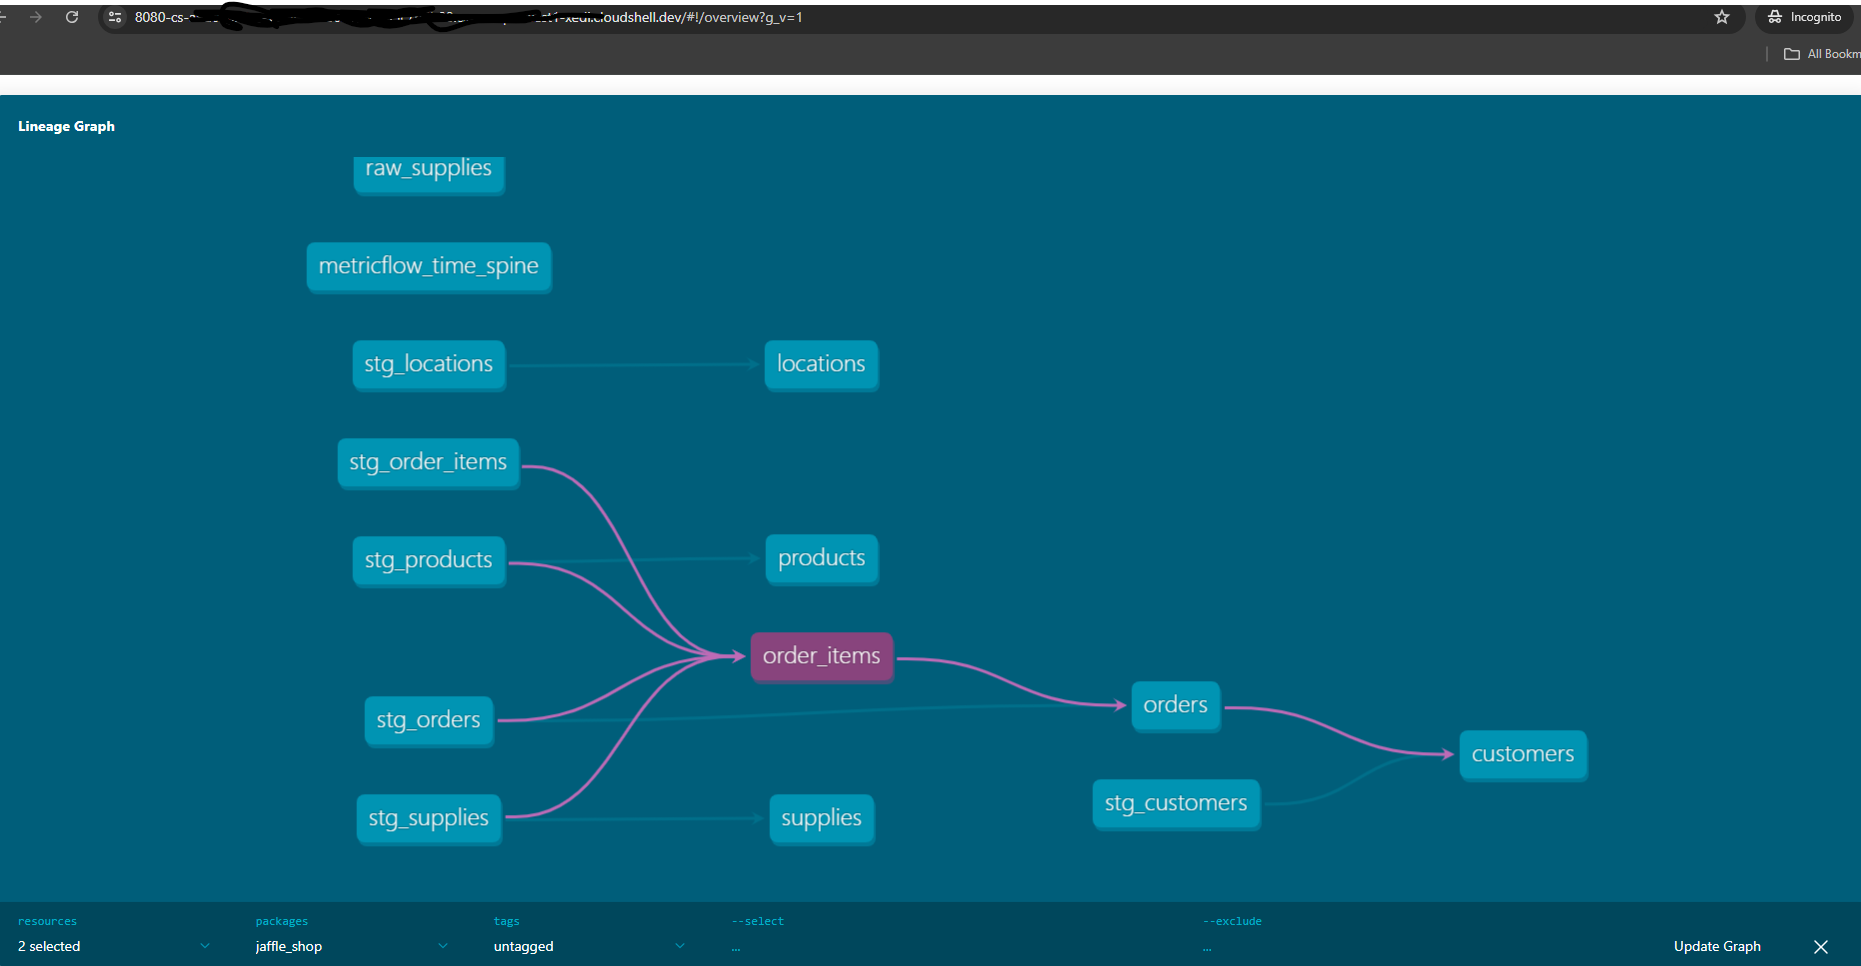 8080-cs-
cloudshell.dev/#!/overview?g_v=1
Incognito
All Bookm
Lineage Graph
raw_supplies
metricflow_time_spine
stg_locations
locations
stg_order_items
stg_products
products
order_items
stg_orders
orders
customers
stg_customers
stg_supplies
supplies
resources
packages
tags
--select
--exclude
2 selected
jaffle_shop
untagged
...
...
Update Graph